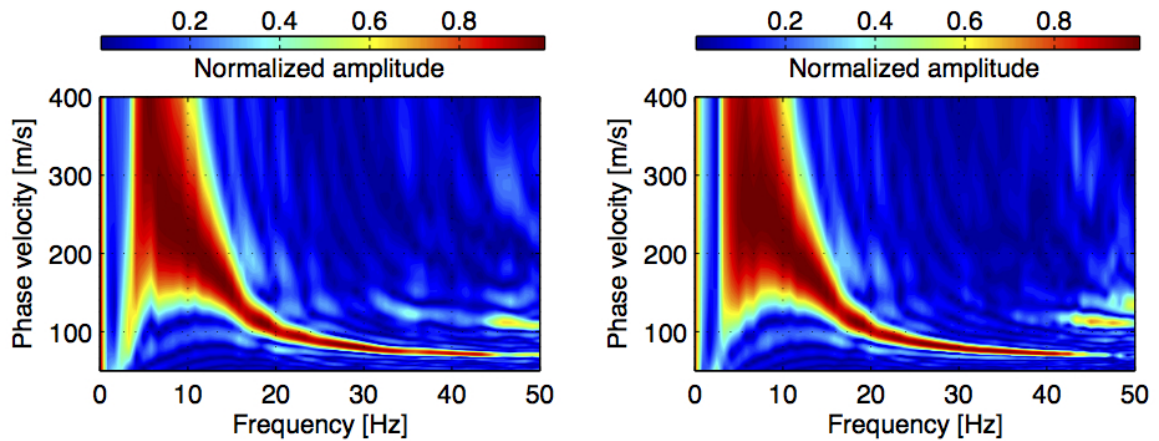 0.2 0.4 0.6 0.8
Normalized amplitude
400
300
200
100
Phase velocity [m/s]
0 10 20 30 40 50
Frequency [Hz]
0.2 0.4 0.6 0.8
Normalized amplitude
400
300
200
100
Phase velocity [m/s]
0 10 20 30 40 50
Frequency [Hz]